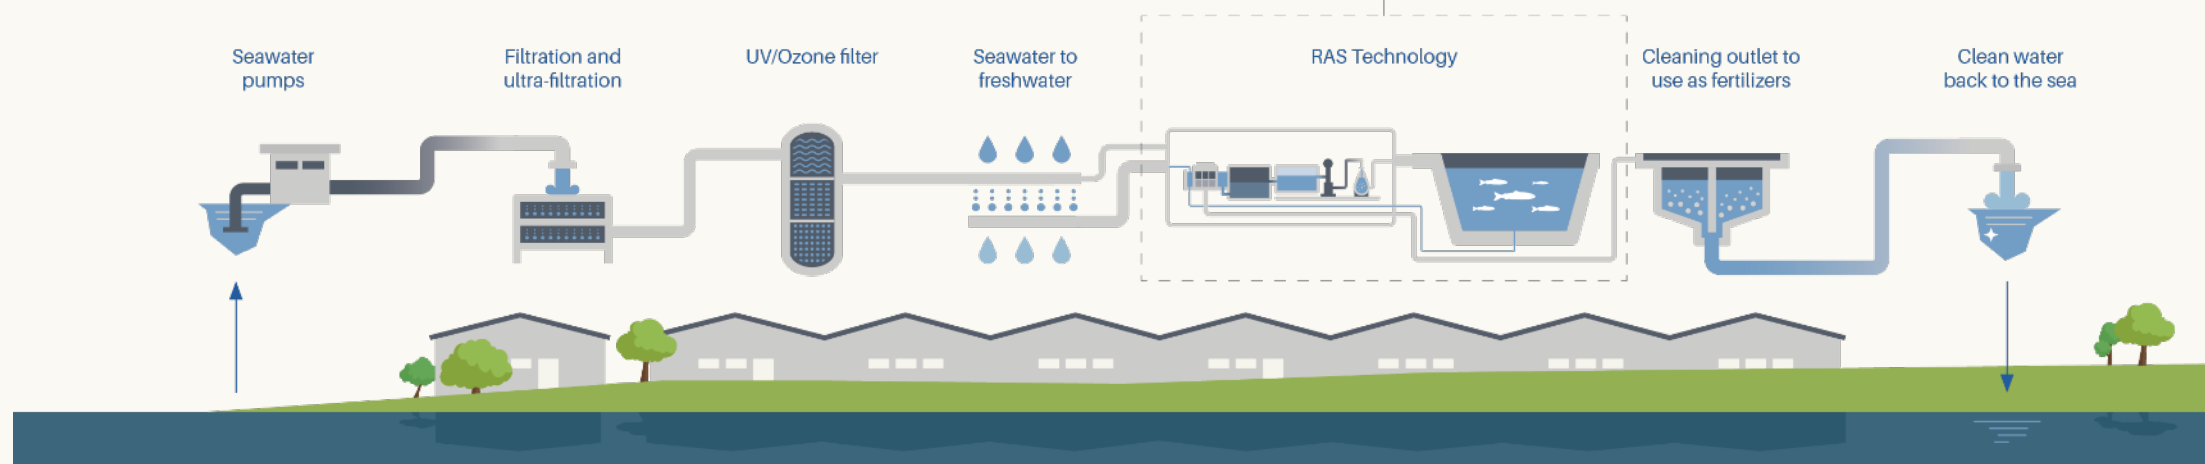 Seawater
pumps
Filtration and
ultra-filtration
UV/Ozone filter
Seawater to
freshwater
RAS Technology
Cleaning outlet to
use as fertilizers
Clean water
back to the sea